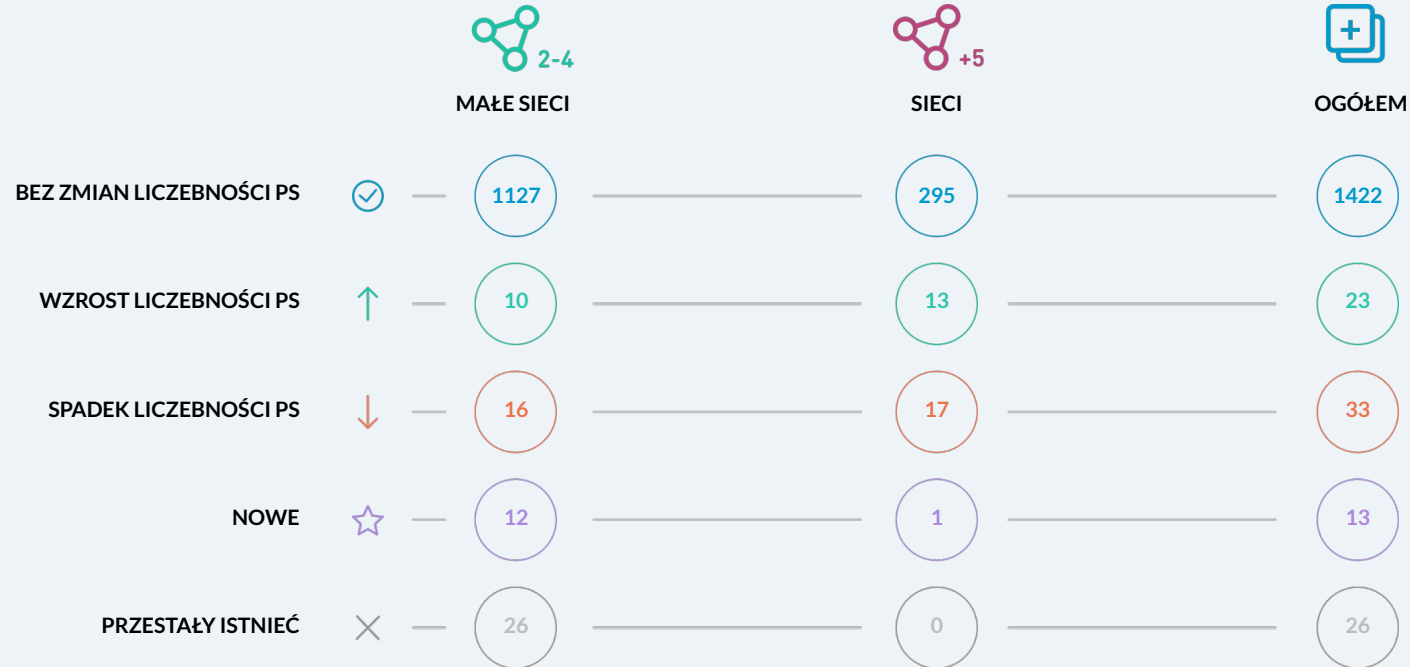 2-4
+5
MAŁE SIECI
SIECI
OGÓŁEM
BEZ ZMIAN LICZEBNOŚCI PS
1127
295
1422
WZROST LICZEBNOŚCI PS
10
13
23
SPADEK LICZEBNOŚCI PS
16
17
33
NOWE
12
1
13
PRZESTAŁY ISTNIEĆ
26
0
26